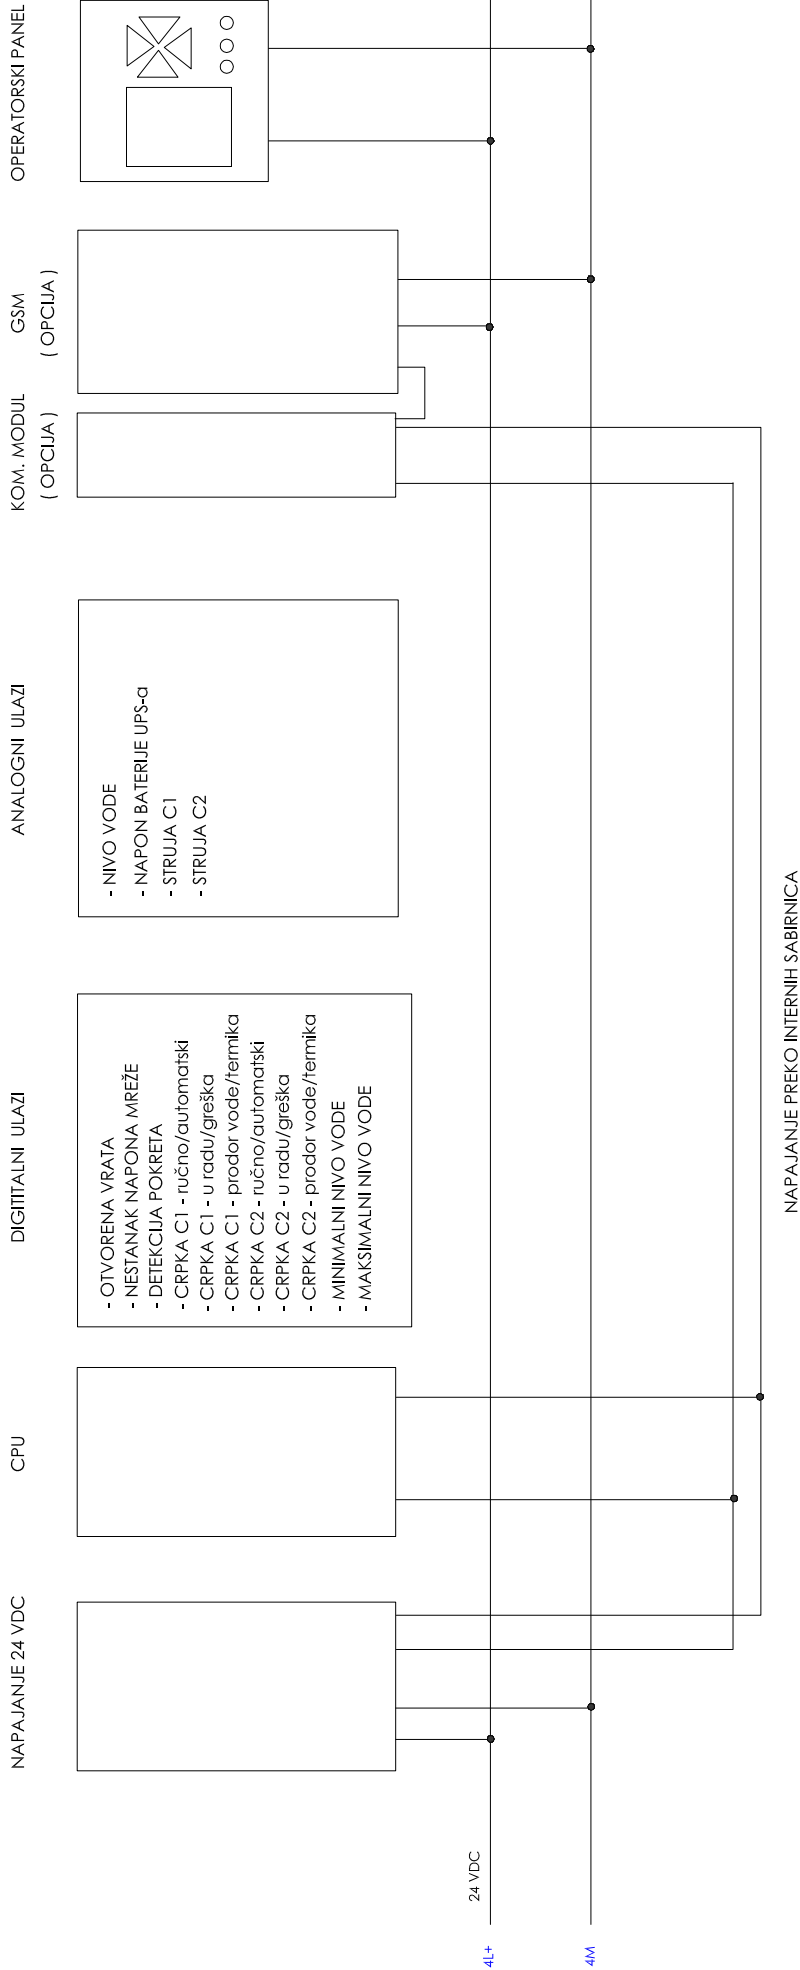 NAPAJANJE 24 VDC
CPU
DIGITITALNI ULAZI
ANALOGNI ULAZI
KOM. MODUL
( OPCIJA )
GSM
( OPCIJA )
OPERATORSKI PANEL
- OTVORENA VRATA
- NESTANAK NAPONA MREŽE
- DETEKCIJA POKRETA
- CRPKA C1 - ručno/automatski
- CRPKA C1 - u radu/greška
- CRPKA C1 - prodor vode/termika
- CRPKA C2 - ručno/automatski
- CRPKA C2 - u radu/greška
- CRPKA C2 - prodor vode/termika
- MINIMALNI NIVO VODE
- MAKSIMALNI NIVO VODE
- NIVO VODE
- NAPON BATERIJE UPS-a
- STRUJA C1
- STRUJA C2
24 VDC
4L+
4M
NAPAJANJE PREKO INTERNIH SABIRNICA